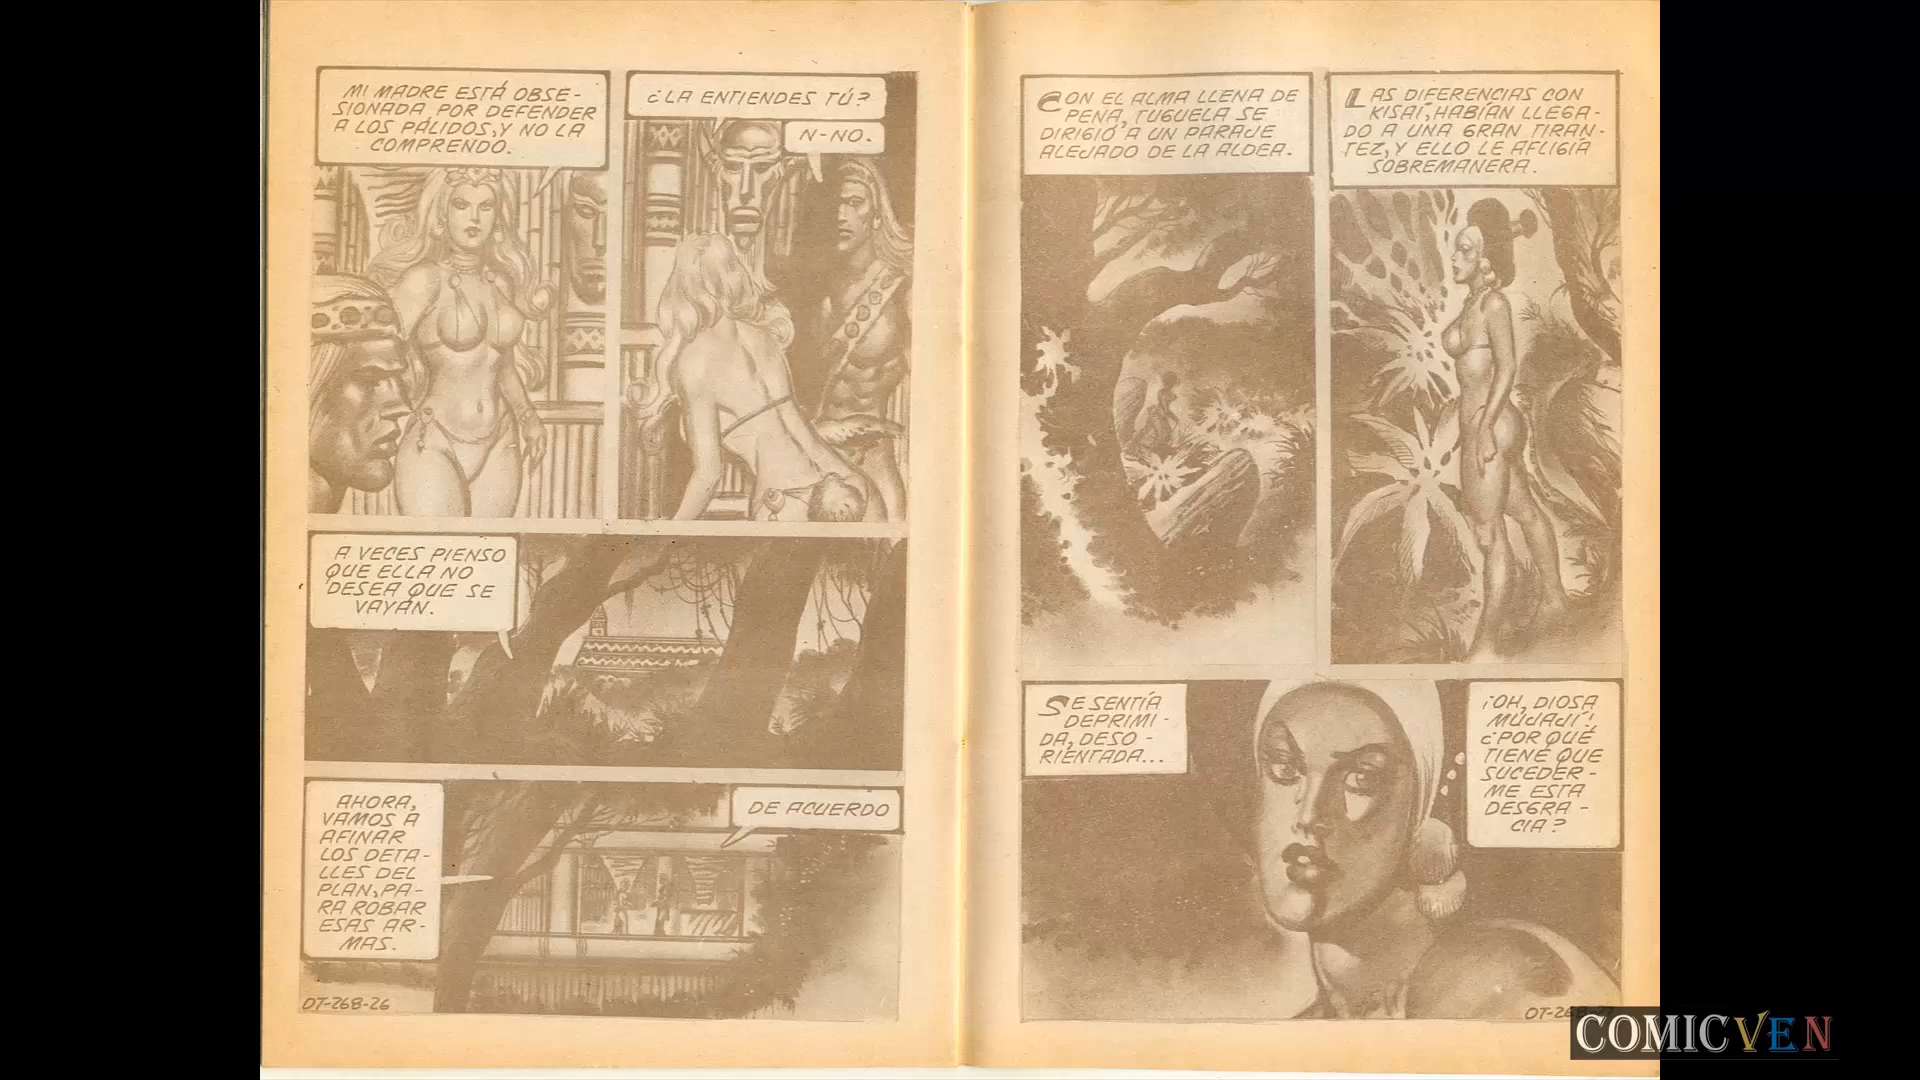 MI MADRE ESTÁ OBSE-
SIONADA POR DEFENDER
A LOS PÁLIDOS, Y NO LA
COMPRENDO.
¿LA ENTIENDES TÚ?
N-NO.
A VECES PIENSO
QUE ELLA NO
DESEA QUE SE
VAYAN.
AHORA,
VAMOS A
AFINAR
LOS DETA-
LLES DEL
PLAN, PA-
RA ROBAR
ESAS AR-
MAS.
DE ACUERDO
OT-268-26
CON EL ALMA LLENA DE
PENA, TUGUELA SE
DIRIGIÓ A UN PARAJE
ALEJADO DE LA ALDEA.
LAS DIFERENCIAS CON
KISAÍ, HABÍAN LLEGA-
DO A UNA GRAN TIRAN-
TEZ, Y ELLO LE AFLIGÍA
SOBREMANERA.
SE SENTÍA
DEPRIMI-
DA, DESO-
RIENTADA...
¡OH, DIOSA
MUJAJÍ!
¿POR QUÉ
TIENE QUE
SUCEDER-
ME ESTA
DESGRA-
CIA?
COMICVEN